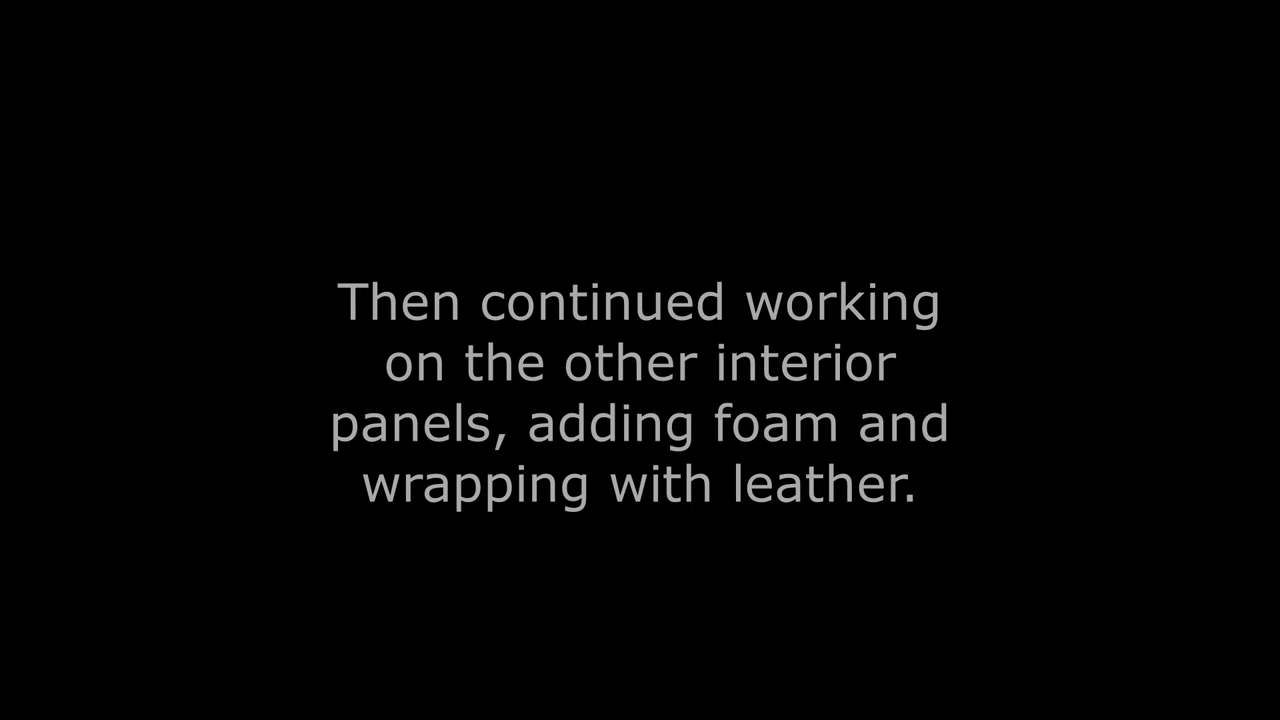 Then continued working
on the other interior
panels, adding foam and
wrapping with leather.